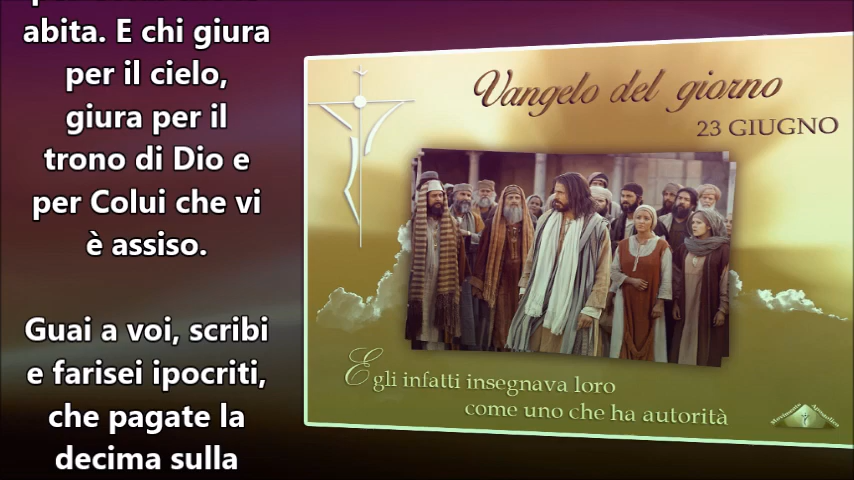 abita. E chi giura
per il cielo,
giura per il
trono di Dio e
per Colui che vi
è assiso.
Guai a voi, scribi
e farisei ipocriti,
che pagate la
decima sulla
Vangelo del giorno
23 GIUGNO
Egli infatti insegnava loro
come uno che ha autorità
Movimento Apostolico